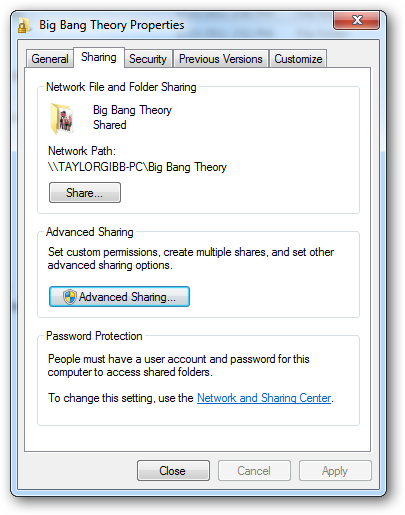 Big Bang Theory Properties
General Sharing Security Previous Versions Customize
Network File and Folder Sharing
Big Bang Theory
Shared
Network Path:
\\TAYLORGIBB-PC\Big Bang Theory
Share...
Advanced Sharing
Set custom permissions, create multiple shares, and set other
advanced sharing options.
Advanced Sharing...
Password Protection
People must have a user account and password for this
computer to access shared folders.
To change this setting, use the Network and Sharing Center.
Close Cancel Apply